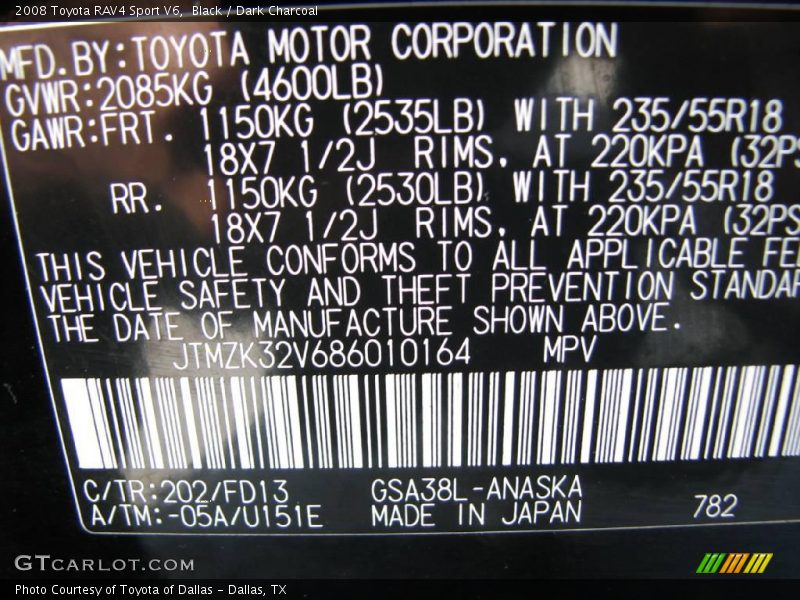 2008 Toyota RAV4 Sport V6, Black / Dark Charcoal
MFD.BY:TOYOTA MOTOR CORPORATION
GVWR:2085KG (4600LB)
GAWR:FRT. 1150KG (2535LB) WITH 235/55R18
18X7 1/2J RIMS, AT 220KPA (32PS
RR. 1150KG (2530LB) WITH 235/55R18
18X7 1/2J RIMS, AT 220KPA (32PS
THIS VEHICLE CONFORMS TO ALL APPLICABLE FE
VEHICLE SAFETY AND THEFT PREVENTION STANDAR
THE DATE OF MANUFACTURE SHOWN ABOVE.
JTMZK32V686010164 MPV
C/TR:202/FD13 GSA38L-ANASKA
A/TM:-05A/U151E MADE IN JAPAN 782
GTCARLOT.COM
Photo Courtesy of Toyota of Dallas - Dallas, TX